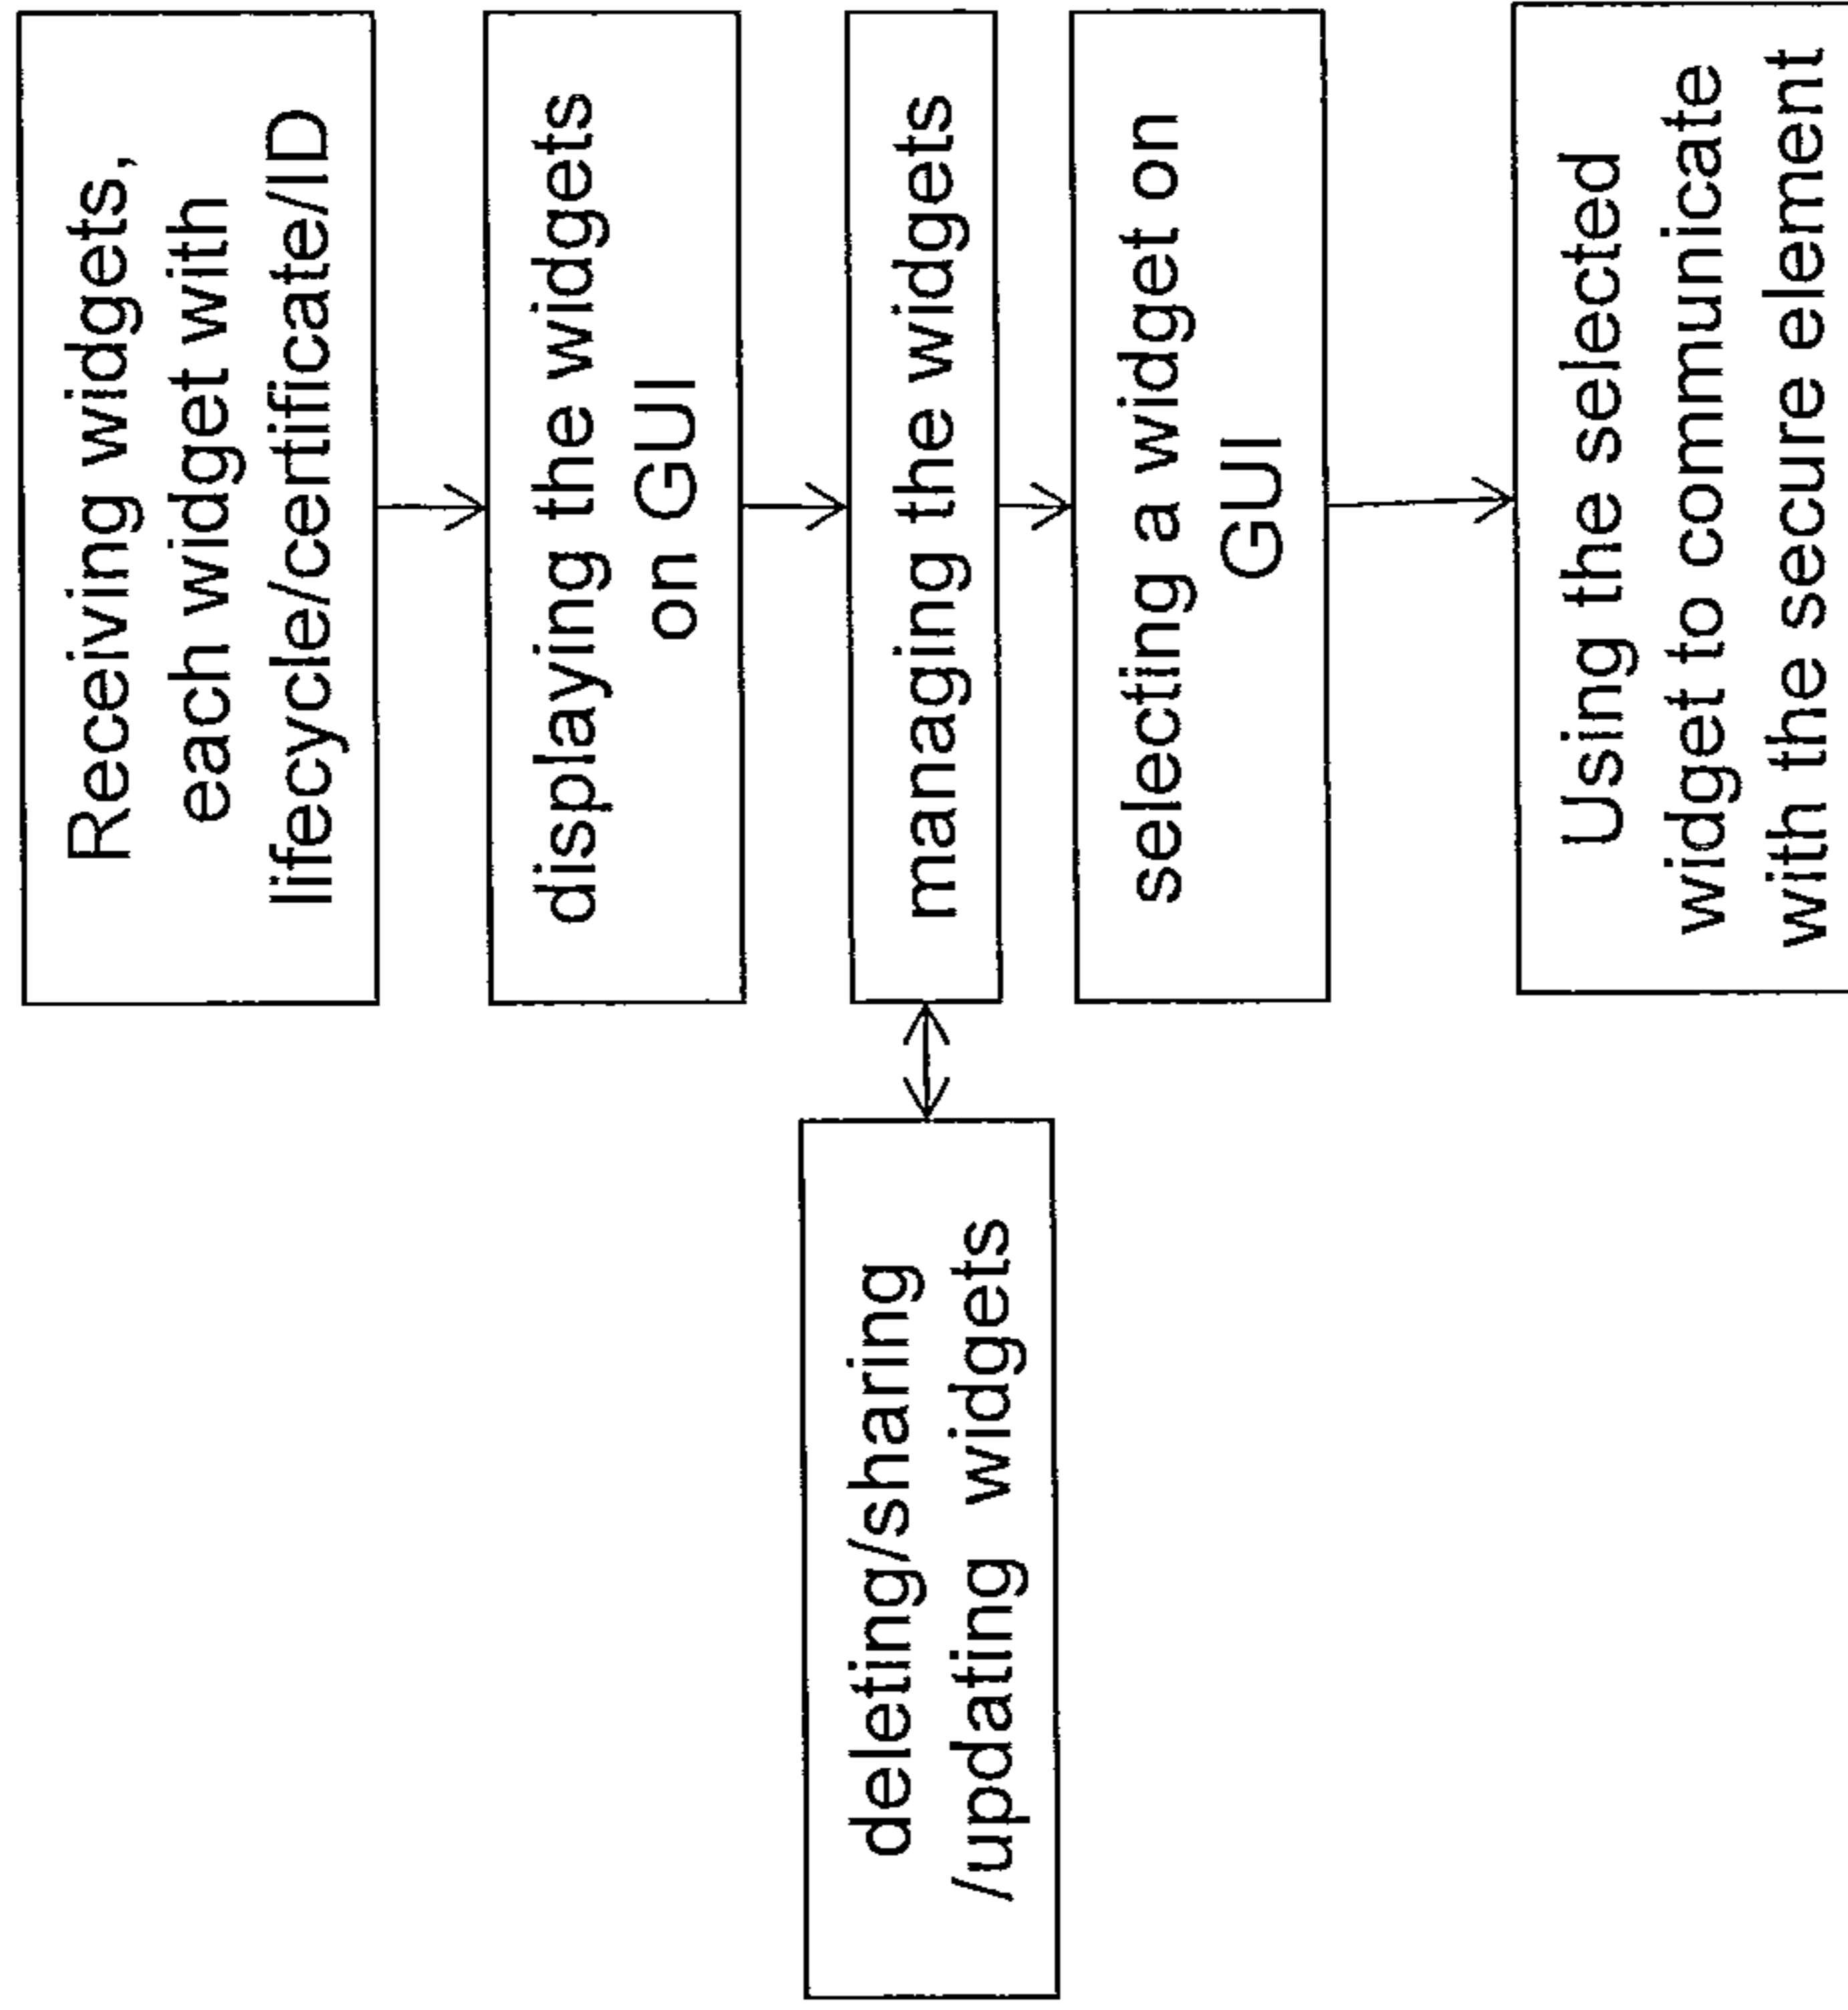 Receiving widgets,
each widget with
lifecycle/certificate/ID
displaying the widgets
on GUI
managing the widgets
deleting/sharing
/updating widgets
selecting a widget on
GUI
Using the selected
widget to communicate
with the secure element